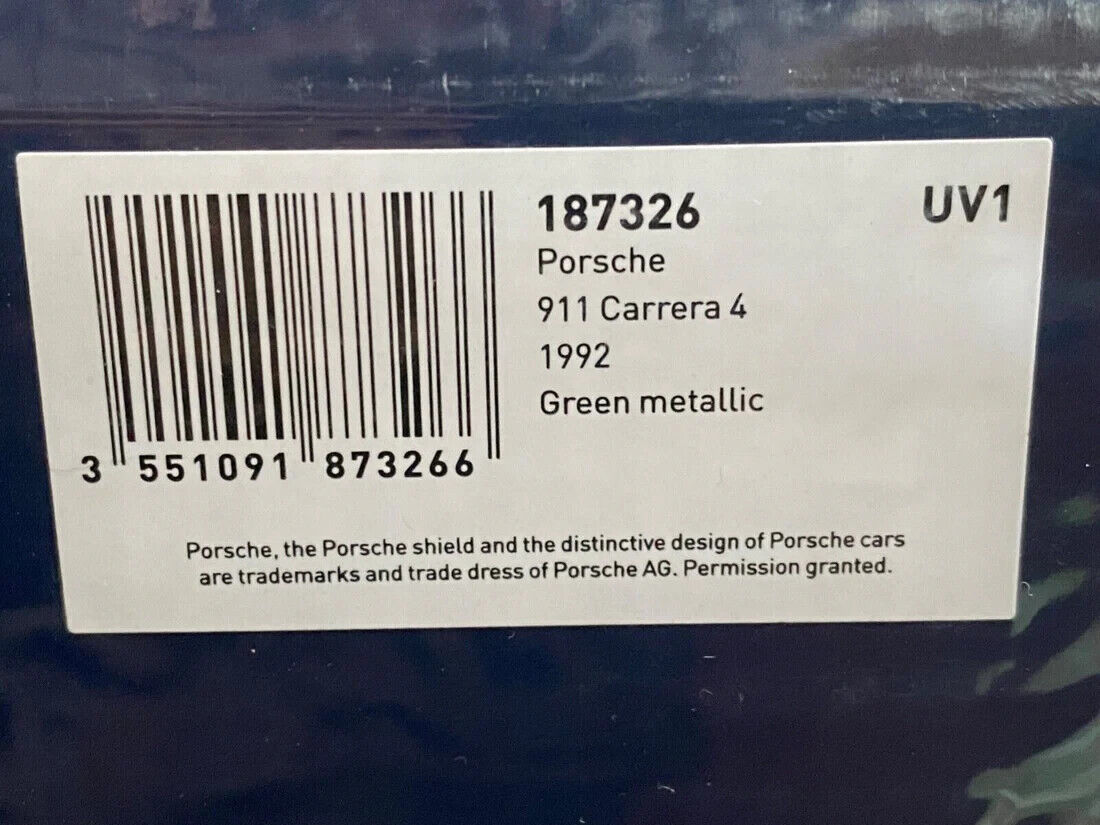 187326
UV1
Porsche
911 Carrera 4
1992
Green metallic
3 551091 873266
Porsche, the Porsche shield and the distinctive design of Porsche cars
are trademarks and trade dress of Porsche AG. Permission granted.